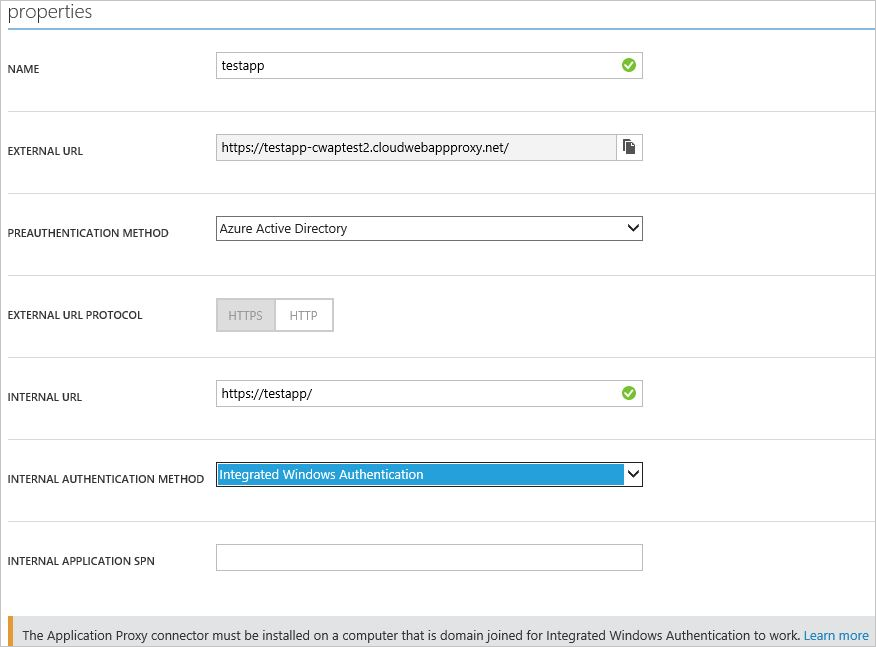 properties
NAME
testapp
EXTERNAL URL
https://testapp-cwaptest2.cloudwebappproxy.net/
PREAUTHENTICATION METHOD
Azure Active Directory
EXTERNAL URL PROTOCOL
HTTPS HTTP
INTERNAL URL
https://testapp/
INTERNAL AUTHENTICATION METHOD
Integrated Windows Authentication
INTERNAL APPLICATION SPN
The Application Proxy connector must be installed on a computer that is domain joined for Integrated Windows Authentication to work. Learn more